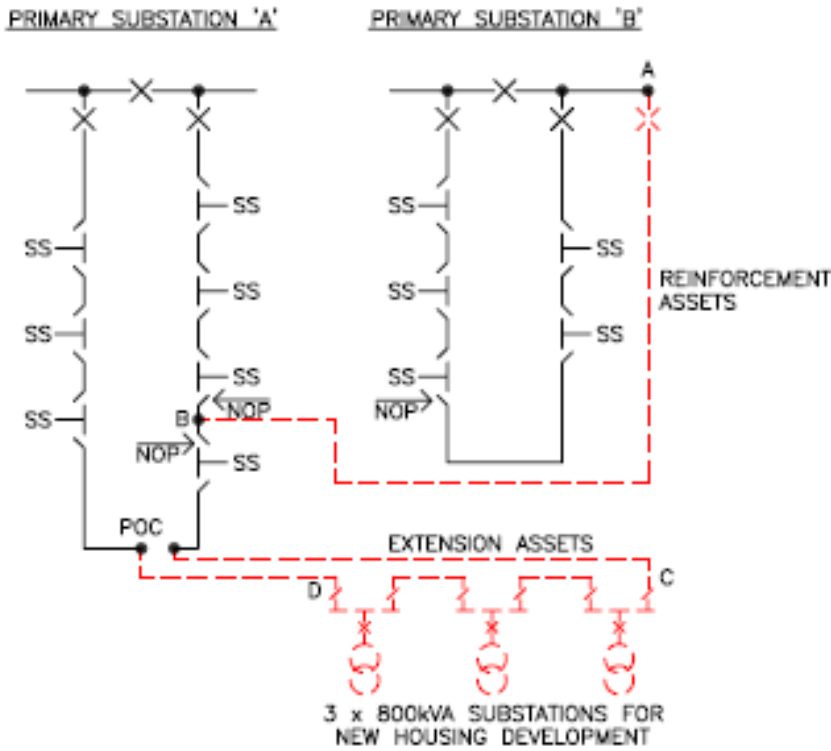 PRIMARY SUBSTATION 'A'
PRIMARY SUBSTATION 'B'
A
SS
SS
SS
SS
SS
SS
SS
SS
REINFORCEMENT
ASSETS
SS
SS
SS
SS
NOP
NOP
B
NOP
SS
POC
EXTENSION ASSETS
D
C
3 x 800kVA SUBSTATIONS FOR
NEW HOUSING DEVELOPMENT